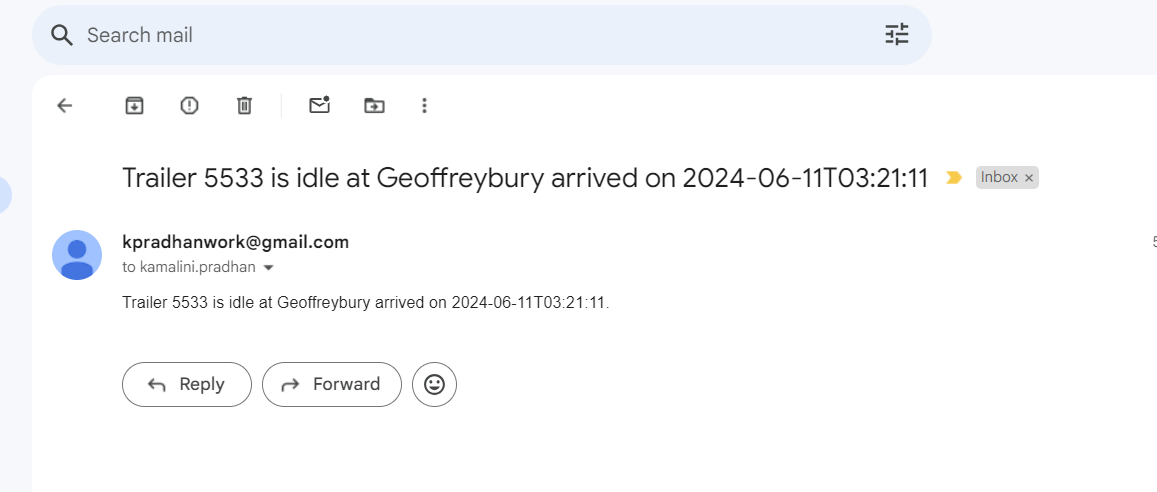 Search mail
Trailer 5533 is idle at Geoffreybury arrived on 2024-06-11T03:21:11 Inbox ×
kpradhanwork@gmail.com
to kamalini.pradhan
Trailer 5533 is idle at Geoffreybury arrived on 2024-06-11T03:21:11.
Reply Forward